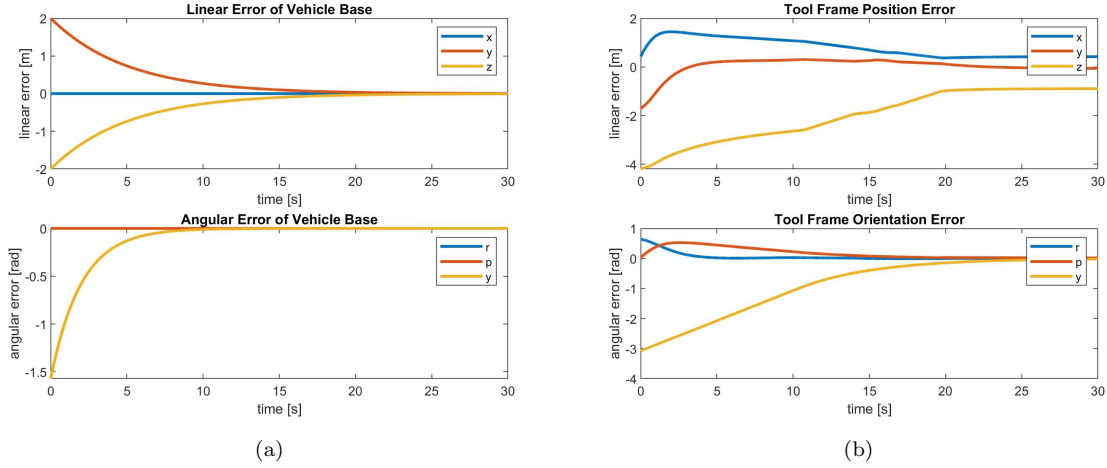 Linear Error of Vehicle Base
2
1
0
-1
-2
linear error [m]
x
y
z
0 5 10 15 20 25 30
time [s]
Angular Error of Vehicle Base
0
-0.5
-1
-1.5
angular error [rad]
r
p
y
0 5 10 15 20 25 30
time [s]
(a)
Tool Frame Position Error
2
0
-2
-4
linear error [m]
x
y
z
0 5 10 15 20 25 30
time [s]
Tool Frame Orientation Error
1
0
-1
-2
-3
-4
angular error [rad]
r
p
y
0 5 10 15 20 25 30
time [s]
(b)